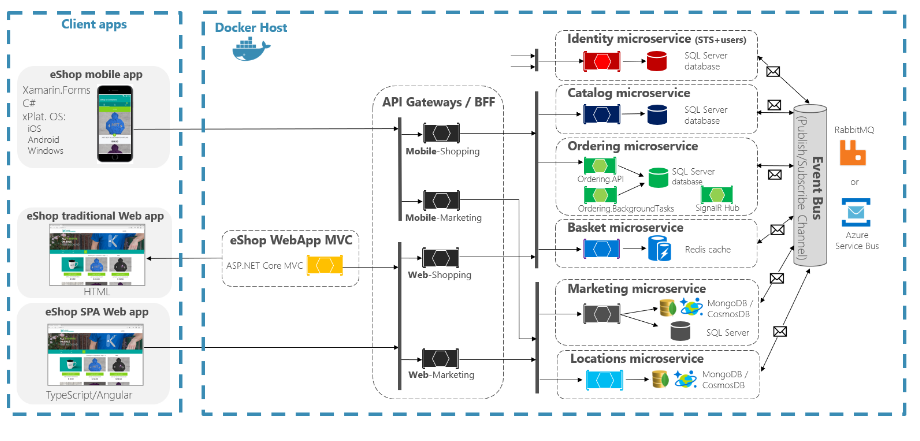 Client apps
eShop mobile app
Xamarin.Forms
C#
xPlat. OS:
iOS
Android
Windows
eShop traditional Web app
HTML
eShop SPA Web app
TypeScript/Angular
Docker Host
eShop WebApp MVC
ASP.NET Core MVC
API Gateways / BFF
Mobile-Shopping
Mobile-Marketing
Web-Shopping
Web-Marketing
Identity microservice (STS+users)
SQL Server
database
Catalog microservice
SQL Server
database
Ordering microservice
Ordering.API
SQL Server
database
Ordering.BackgroundTasks
SignalR Hub
Basket microservice
Redis cache
Marketing microservice
MongoDB /
CosmosDB
SQL Server
Locations microservice
MongoDB /
CosmosDB
Event Bus
(Publish/Subscribe Channel)
RabbitMQ
or
Azure
Service Bus